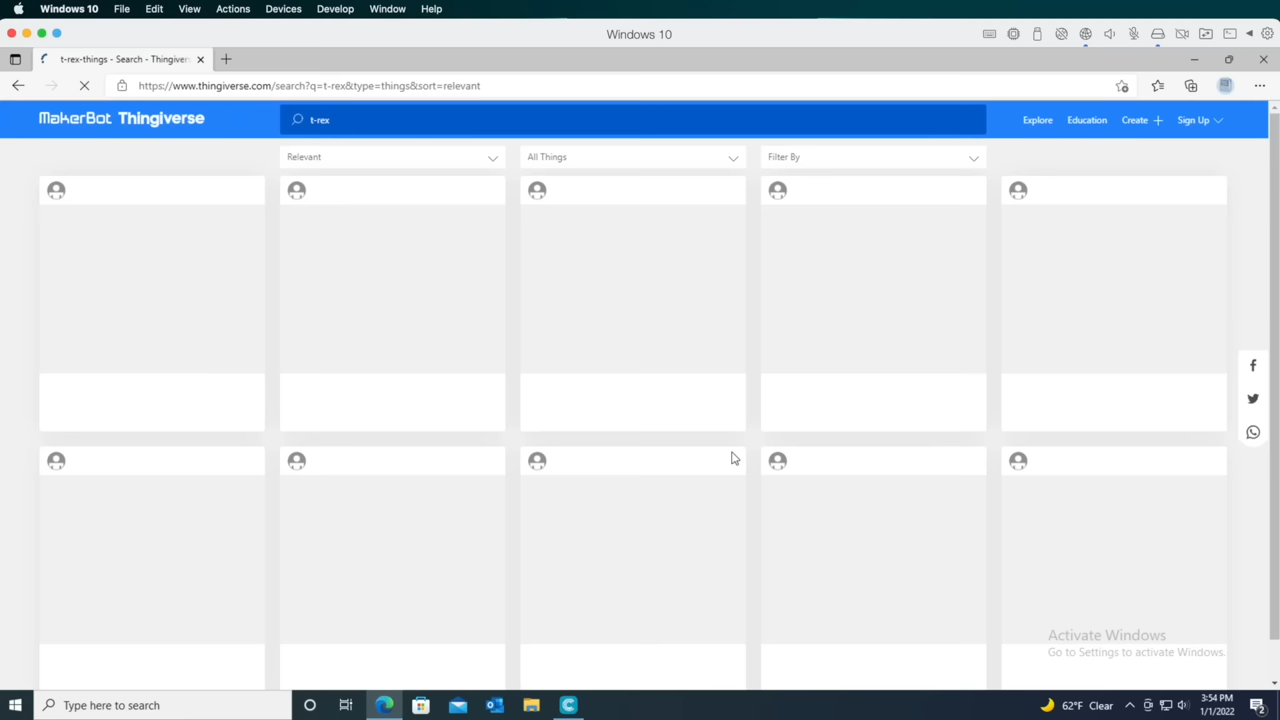 Windows 10 File Edit View Actions Devices Develop Window Help
Windows 10
t-rex-things - Search - Thingiver
https://www.thingiverse.com/search?q=t-rex&type=things&sort=relevant
MakerBot Thingiverse
t-rex
Explore Education Create Sign Up
Relevant All Things Filter By
Activate Windows
Go to Settings to activate Windows.
Type here to search
62°F Clear
3:54 PM
1/1/2022
2